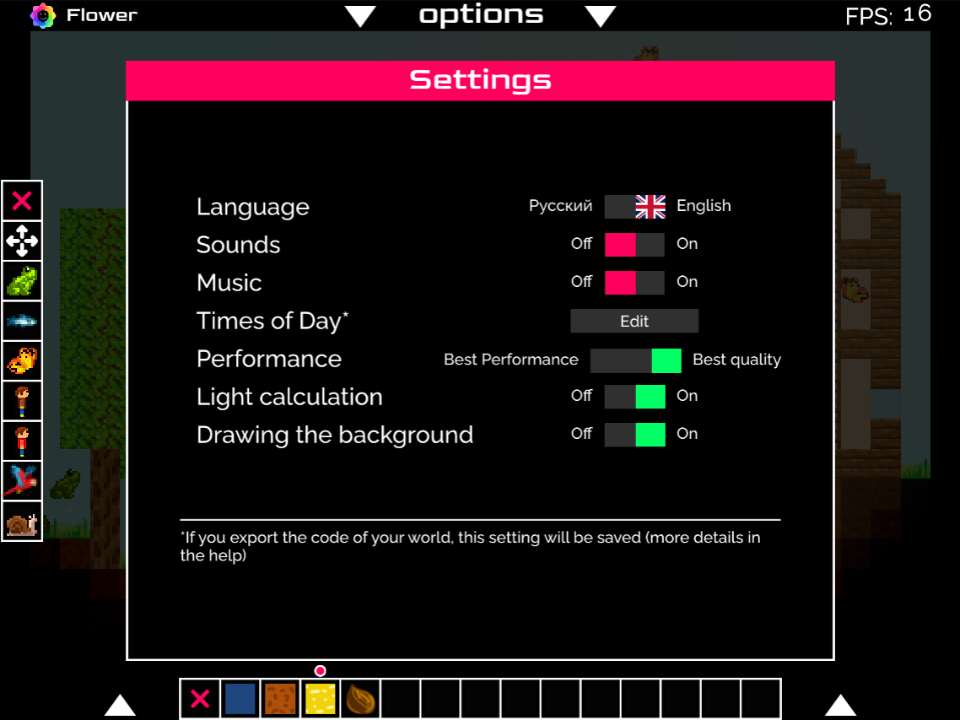 Flower
options
FPS: 16
Settings
Language Русский English
Sounds Off On
Music Off On
Times of Day* Edit
Performance Best Performance Best quality
Light calculation Off On
Drawing the background Off On
*If you export the code of your world, this setting will be saved (more details in
the help)